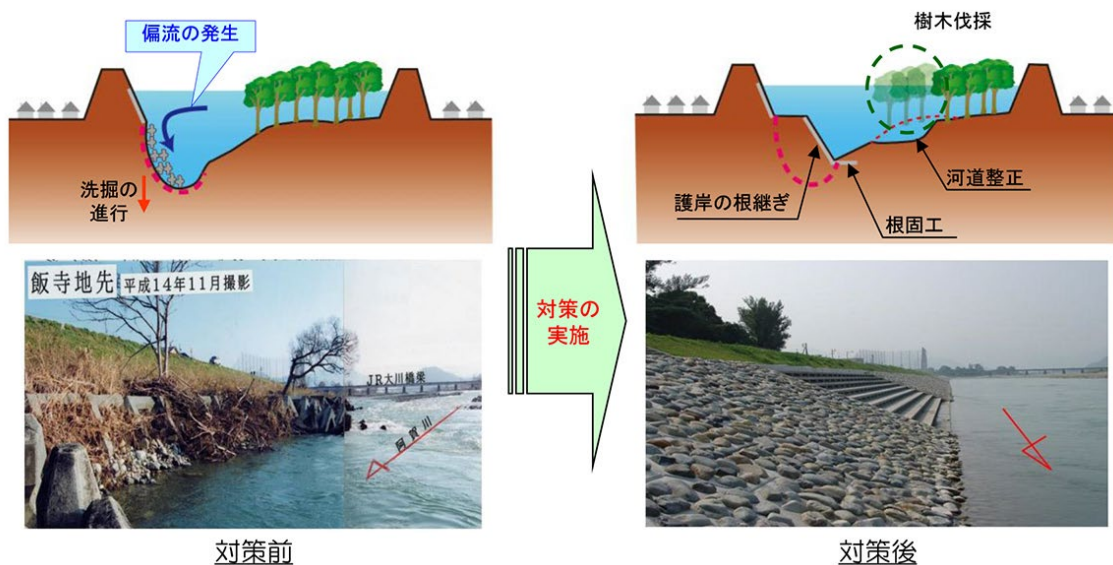 偏流の発生
洗掘の
進行
飯寺地先 平成14年11月撮影
JR大川橋梁
阿賀川
対策前
対策の
実施
樹木伐採
護岸の根継ぎ
根固工
河道整正
対策後